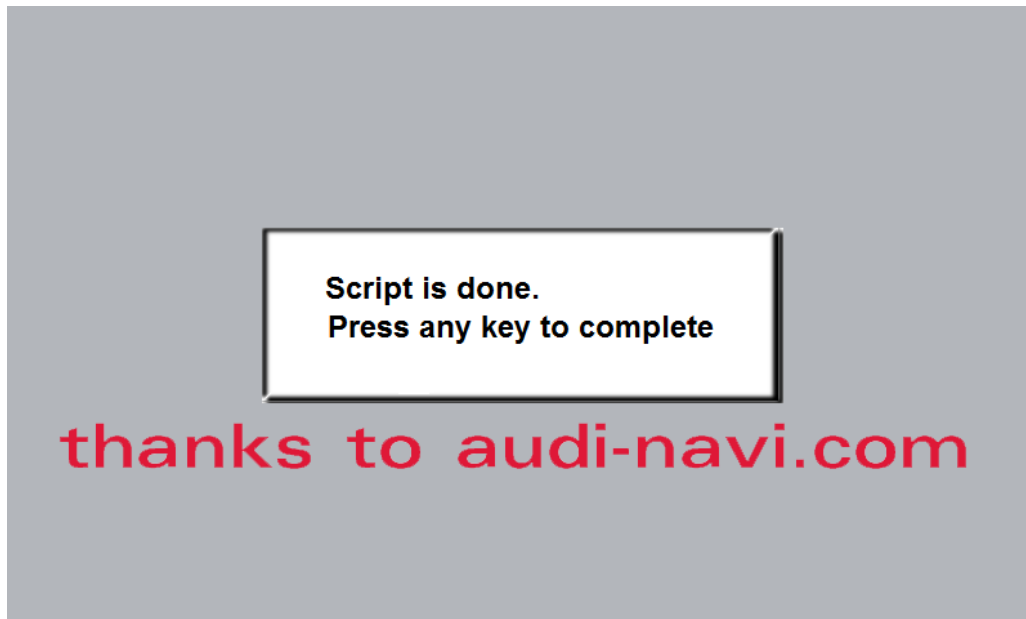 Script is done.
Press any key to complete
thanks to audi-navi.com